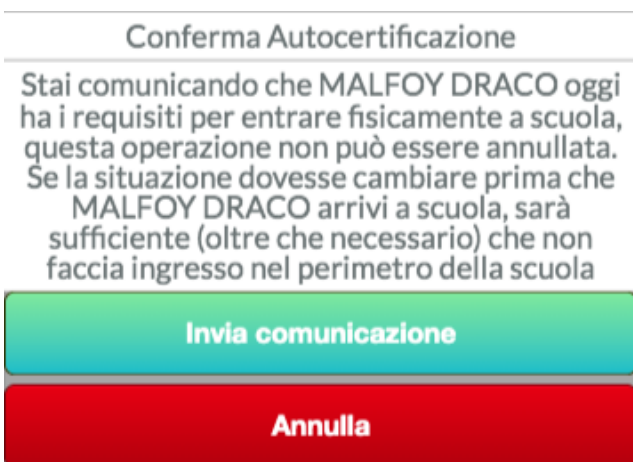 Conferma Autocertificazione
Stai comunicando che MALFOY DRACO oggi
ha i requisiti per entrare fisicamente a scuola,
questa operazione non può essere annullata.
Se la situazione dovesse cambiare prima che
MALFOY DRACO arrivi a scuola, sarà
sufficiente (oltre che necessario) che non
faccia ingresso nel perimetro della scuola
Invia comunicazione
Annulla